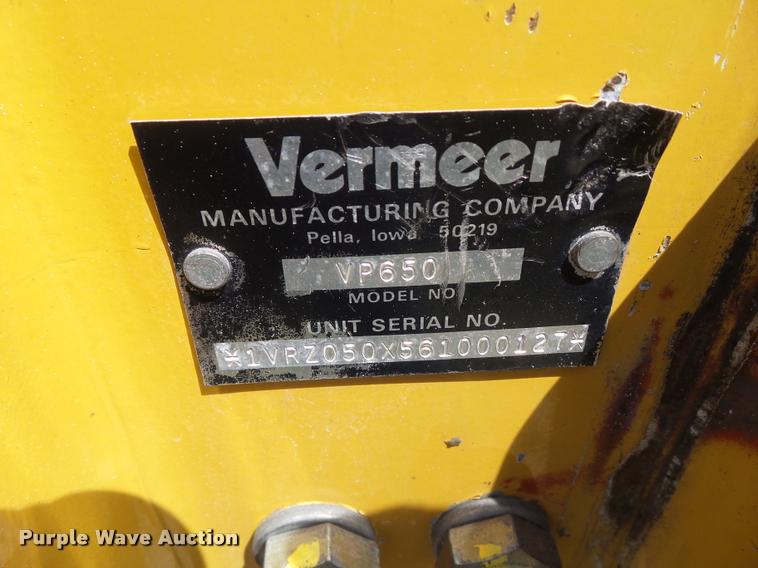 Vermeer
MANUFACTURING COMPANY
Pella, Iowa 50219
VP650
MODEL NO
UNIT SERIAL NO.
*1VRZ050X561000127*
Purple Wave Auction